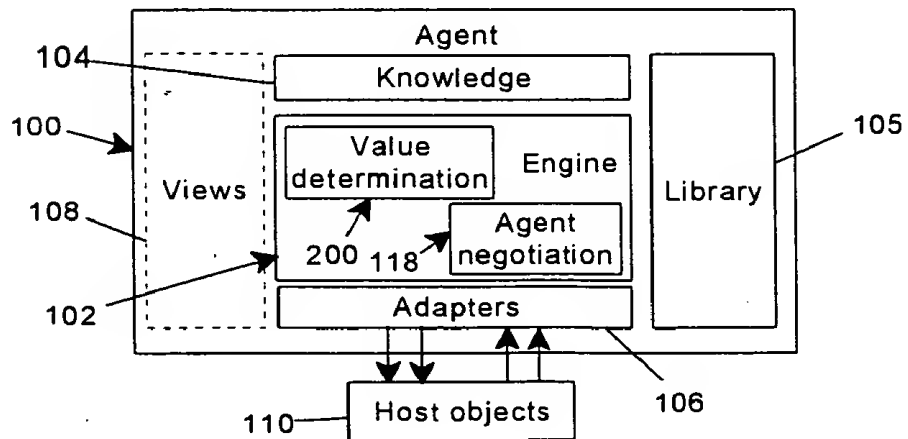 Agent
104
Knowledge
100
105
Value
determination
Engine
Views
Library
108
200
118
Agent
negotiation
102
Adapters
106
110
Host objects